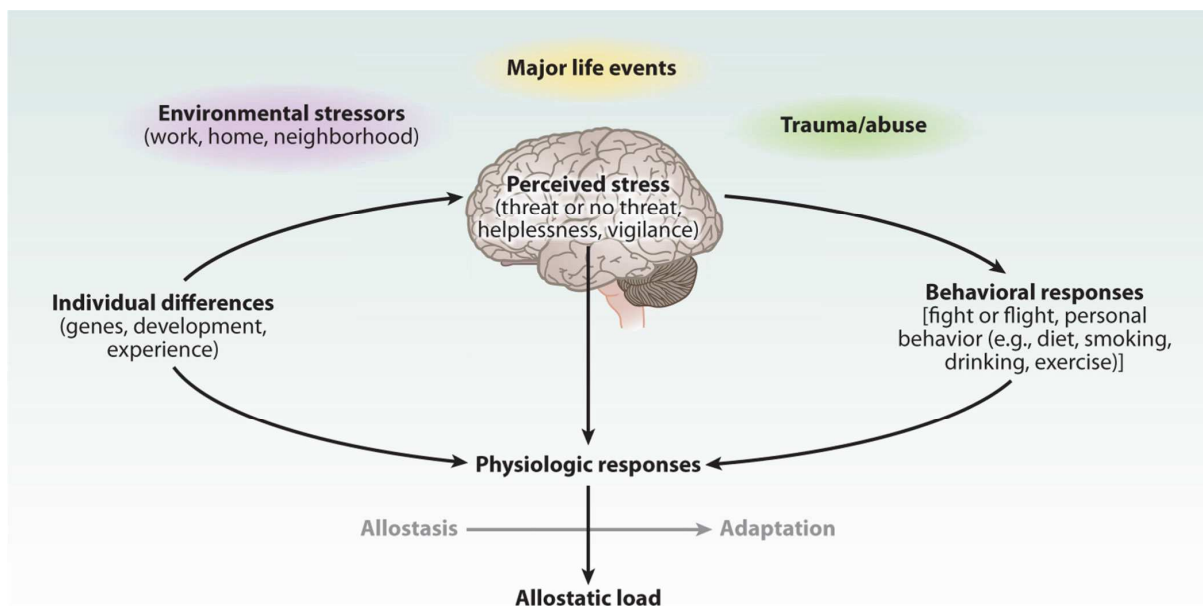 Major life events
Environmental stressors
(work, home, neighborhood)
Trauma/abuse
Perceived stress
(threat or no threat,
helplessness, vigilance)
Individual differences
(genes, development,
experience)
Behavioral responses
[fight or flight, personal
behavior (e.g., diet, smoking,
drinking, exercise)]
Physiologic responses
Allostasis
Adaptation
Allostatic load